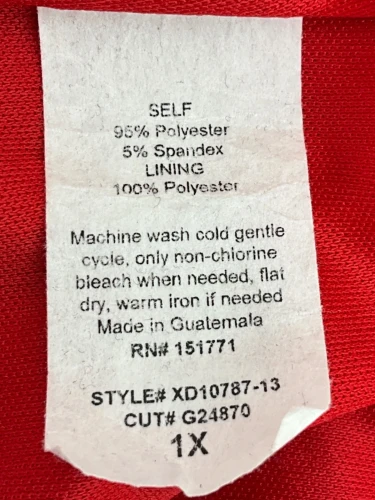 SELF
95% Polyester
5% Spandex
LINING
100% Polyester
Machine wash cold gentle
cycle, only non-chlorine
bleach when needed, flat
dry, warm iron if needed
Made in Guatemala
RN# 151771
STYLE# XD10787-13
CUT# G24870
1X